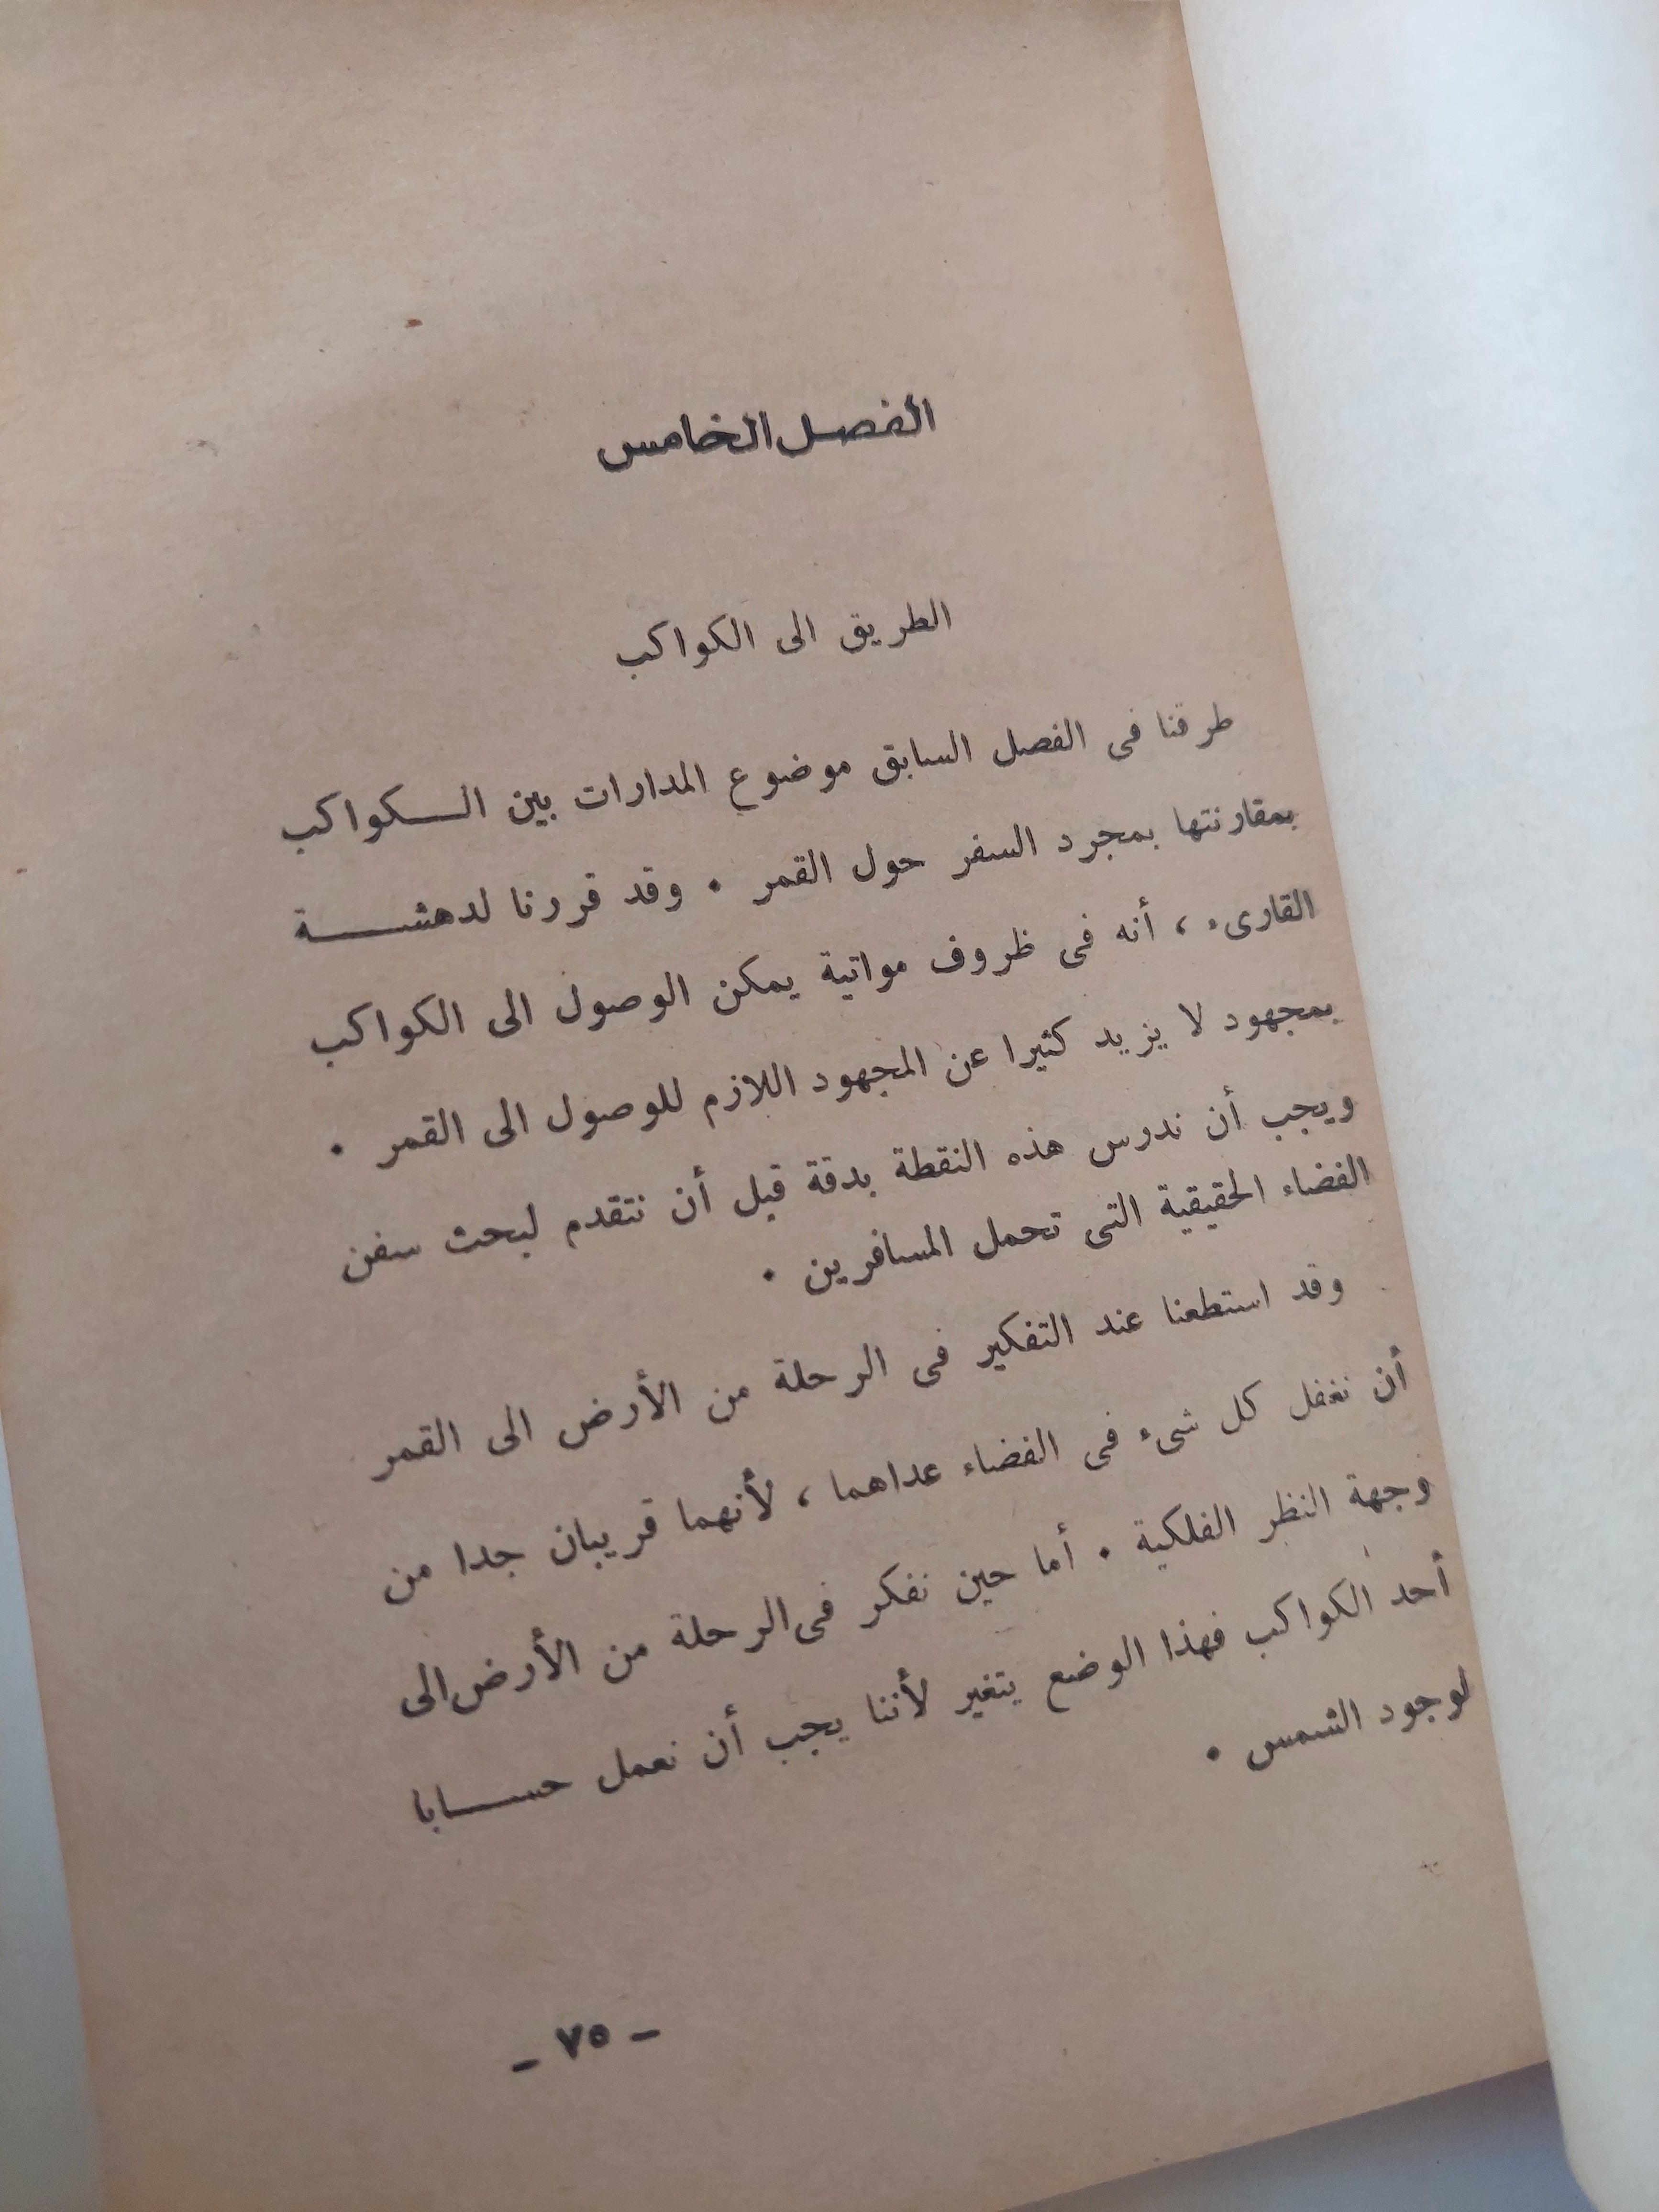 الفصل الخامس
الطريق الى الكواكب
طرقنا فى الفصل السابق موضوع المدارات بين الـــكواكب
بمقارنتها بمجرد السفر حول القمر . وقد قررنا لدهشـــــة
القارىء ، أنه فى ظروف مواتية يمكن الوصول الى الكواكب
بمجهود لا يزيد كثيرا عن المجهود اللازم للوصول الى القمر .
ويجب أن ندرس هذه النقطة بدقة قبل أن نتقدم لبحث سفن
الفضاء الحقيقية التى تحمل المسافرين .
وقد استطعنا عند التفكير فى الرحلة من الأرض الى القمر
أن نغفل كل شىء فى الفضاء عداهما ، لأنهما قريبان جدا من
وجهة النظر الفلكية . أما حين نفكر فى الرحلة من الأرض الى
أحد الكواكب فهذا الوضع يتغير لأننا يجب أن نعمل حســـابا
لوجود الشمس .
– ٧٥ –